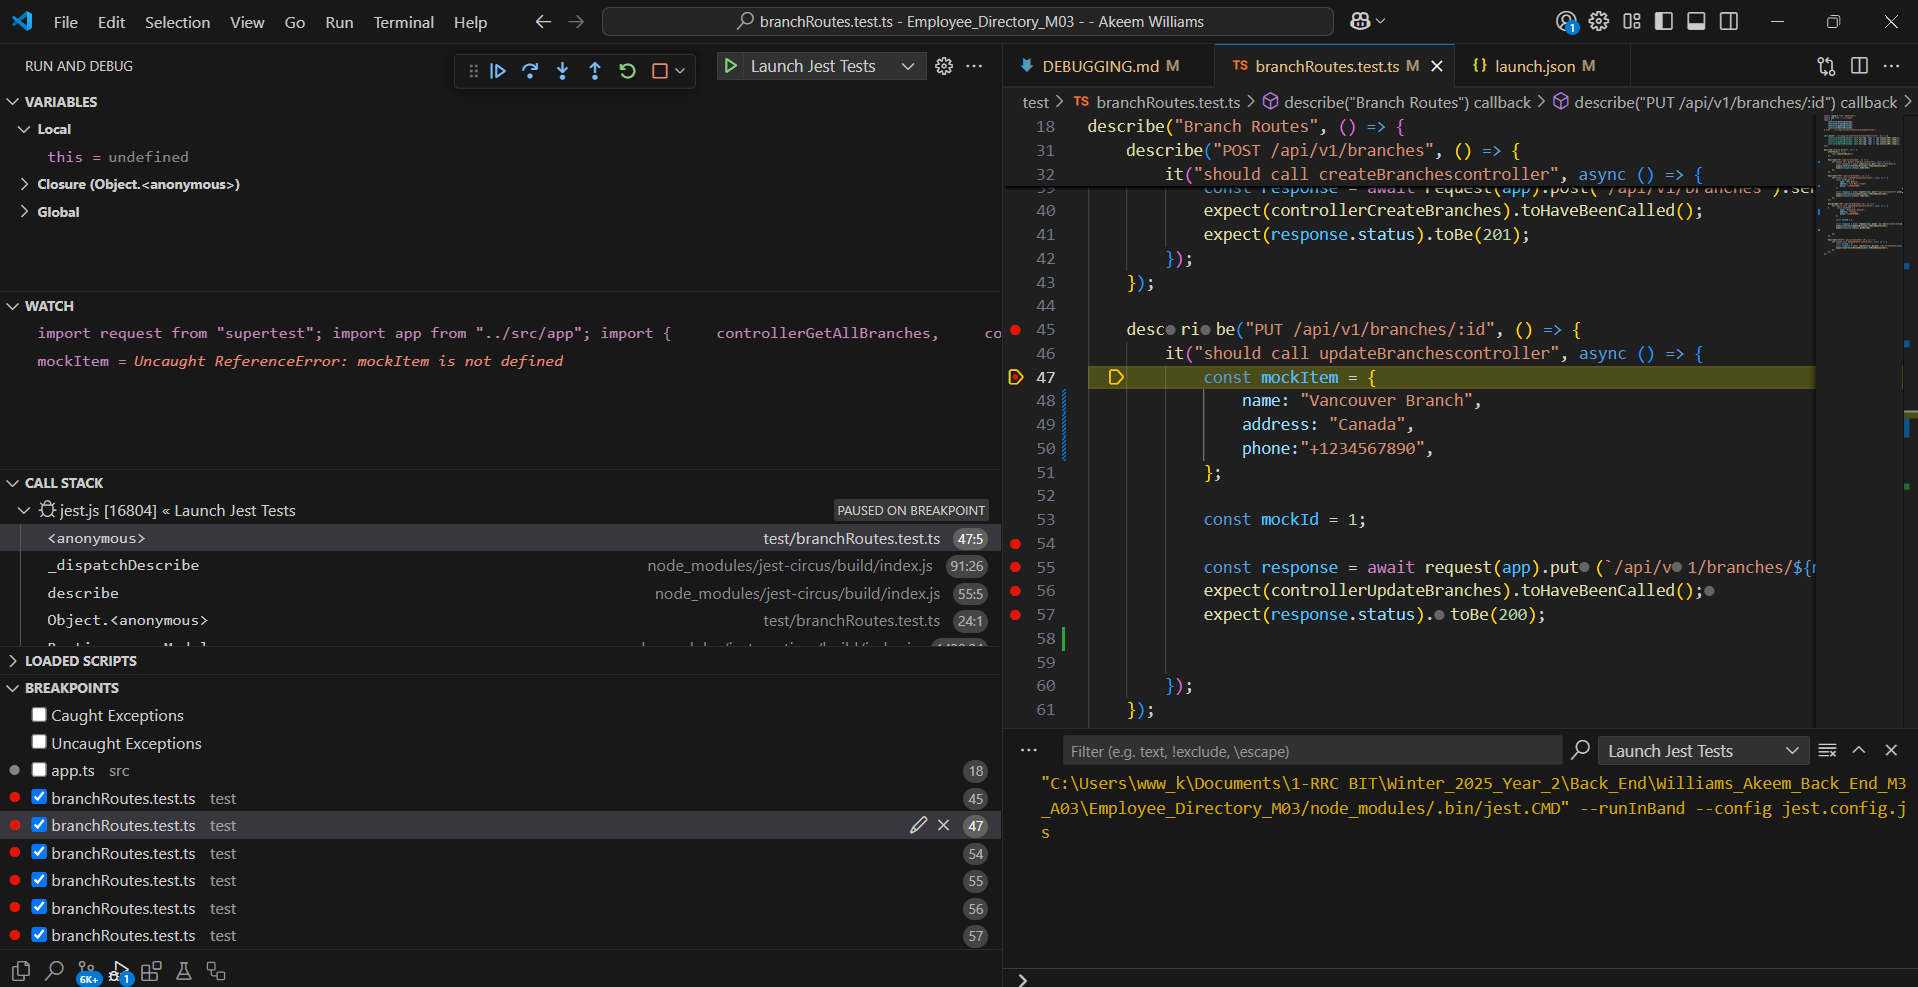 File Edit Selection View Go Run Terminal Help
branchRoutes.test.ts - Employee_Directory_M03 - - Akeem Williams
1
RUN AND DEBUG
Launch Jest Tests
VARIABLES
Local
this = undefined
Closure (Object.<anonymous>)
Global
WATCH
import request from "supertest"; import app from "../src/app"; import { controllerGetAllBranches, co
mockItem = Uncaught ReferenceError: mockItem is not defined
CALL STACK
jest.js [16804] « Launch Jest Tests PAUSED ON BREAKPOINT
<anonymous> test/branchRoutes.test.ts 47:5
_dispatchDescribe node_modules/jest-circus/build/index.js 91:26
describe node_modules/jest-circus/build/index.js 55:5
Object.<anonymous> test/branchRoutes.test.ts 24:1
LOADED SCRIPTS
BREAKPOINTS
Caught Exceptions
Uncaught Exceptions
app.ts src 18
branchRoutes.test.ts test 45
branchRoutes.test.ts test 47
branchRoutes.test.ts test 54
branchRoutes.test.ts test 55
branchRoutes.test.ts test 56
branchRoutes.test.ts test 57
6K+ 1
DEBUGGING.md M TS branchRoutes.test.ts M {} launch.json M
test > TS branchRoutes.test.ts > describe("Branch Routes") callback > describe("PUT /api/v1/branches/:id") callback >
18 describe("Branch Routes", () => {
31 describe("POST /api/v1/branches", () => {
32 it("should call createBranchescontroller", async () => {
39 const response = await request(app).post("/api/v1/branches").ser
40 expect(controllerCreateBranches).toHaveBeenCalled();
41 expect(response.status).toBe(201);
42 });
43 });
44
45 describe("PUT /api/v1/branches/:id", () => {
46 it("should call updateBranchescontroller", async () => {
47 const mockItem = {
48 name: "Vancouver Branch",
49 address: "Canada",
50 phone:"+1234567890",
51 };
52
53 const mockId = 1;
54
55 const response = await request(app).put(`/api/v1/branches/${
56 expect(controllerUpdateBranches).toHaveBeenCalled();
57 expect(response.status).toBe(200);
58
59
60 });
61 });
Filter (e.g. text, !exclude, \escape) Launch Jest Tests
"C:\Users\www_k\Documents\1-RRC BIT\Winter_2025_Year_2\Back_End\Williams_Akeem_Back_End_M3
_A03\Employee_Directory_M03/node_modules/.bin/jest.CMD" --runInBand --config jest.config.j
s